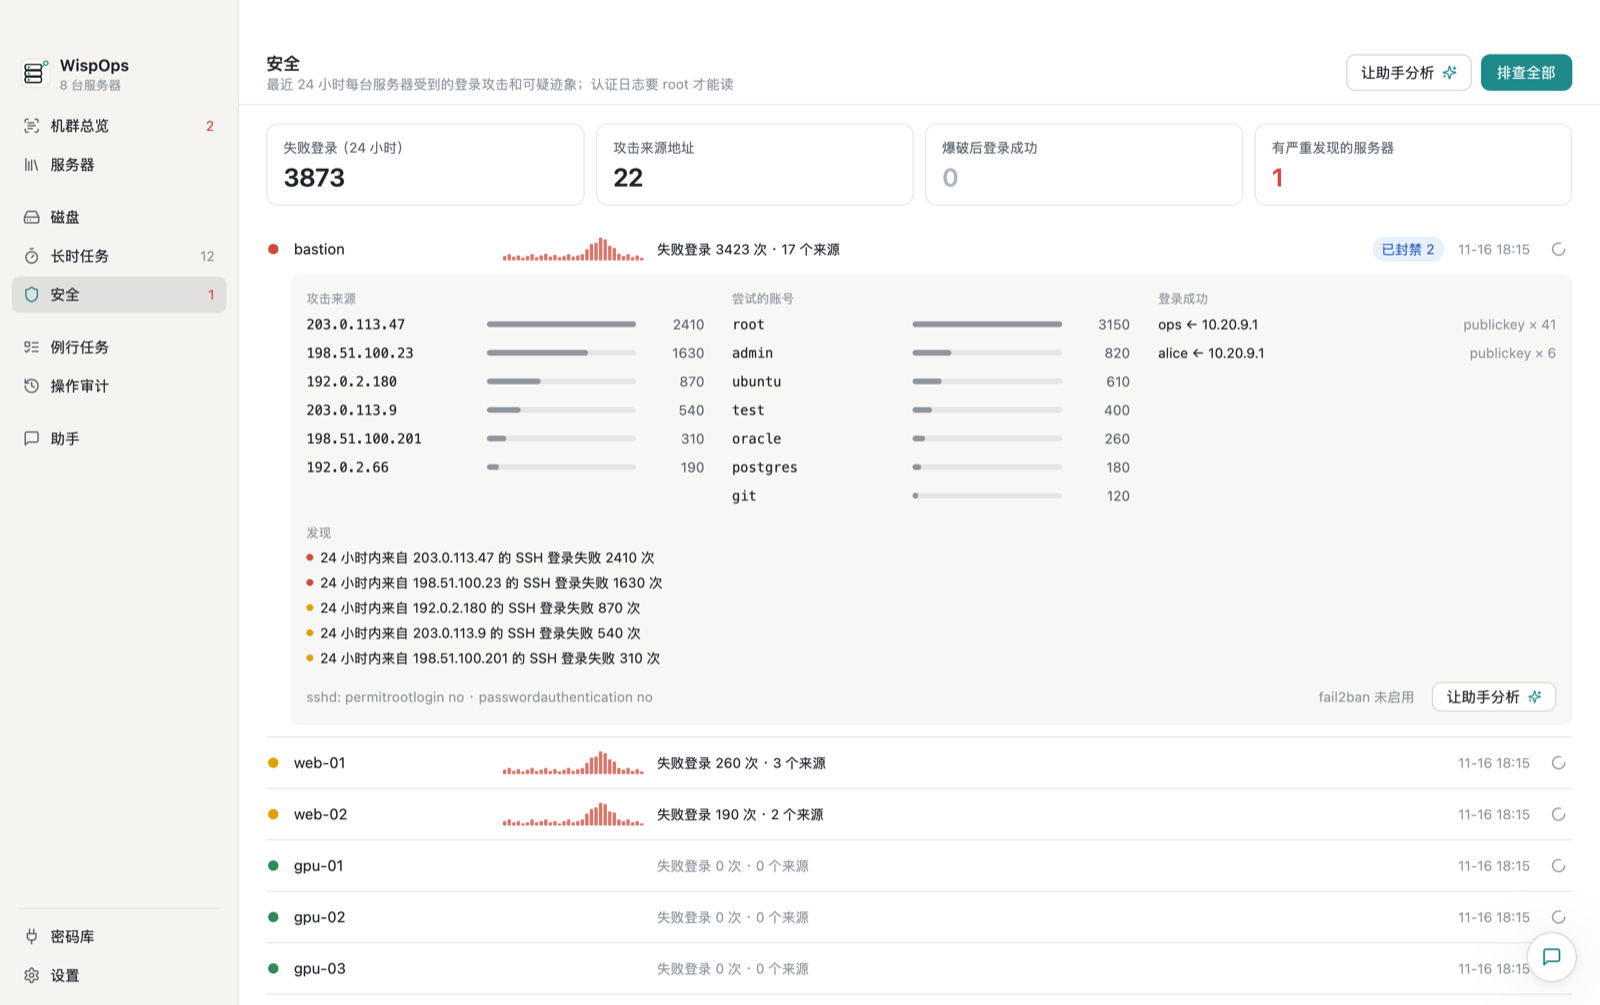 WispOps
8 台服务器
机群总览 2
服务器
磁盘
长时任务 12
安全 1
例行任务
操作审计
助手
密码库
设置
安全
最近 24 小时每台服务器受到的登录攻击和可疑迹象；认证日志要 root 才能读
让助手分析
排查全部
失败登录（24 小时）
3873
攻击来源地址
22
爆破后登录成功
0
有严重发现的服务器
1
bastion 失败登录 3423 次 · 17 个来源 已封禁 2 11-16 18:15
攻击来源
203.0.113.47 2410
198.51.100.23 1630
192.0.2.180 870
203.0.113.9 540
198.51.100.201 310
192.0.2.66 190
尝试的账号
root 3150
admin 820
ubuntu 610
test 400
oracle 260
postgres 180
git 120
登录成功
ops ← 10.20.9.1 publickey × 41
alice ← 10.20.9.1 publickey × 6
发现
24 小时内来自 203.0.113.47 的 SSH 登录失败 2410 次
24 小时内来自 198.51.100.23 的 SSH 登录失败 1630 次
24 小时内来自 192.0.2.180 的 SSH 登录失败 870 次
24 小时内来自 203.0.113.9 的 SSH 登录失败 540 次
24 小时内来自 198.51.100.201 的 SSH 登录失败 310 次
sshd: permitrootlogin no · passwordauthentication no fail2ban 未启用 让助手分析
web-01 失败登录 260 次 · 3 个来源 11-16 18:15
web-02 失败登录 190 次 · 2 个来源 11-16 18:15
gpu-01 失败登录 0 次 · 0 个来源 11-16 18:15
gpu-02 失败登录 0 次 · 0 个来源 11-16 18:15
gpu-03 失败登录 0 次 · 0 个来源 11-16 18:15